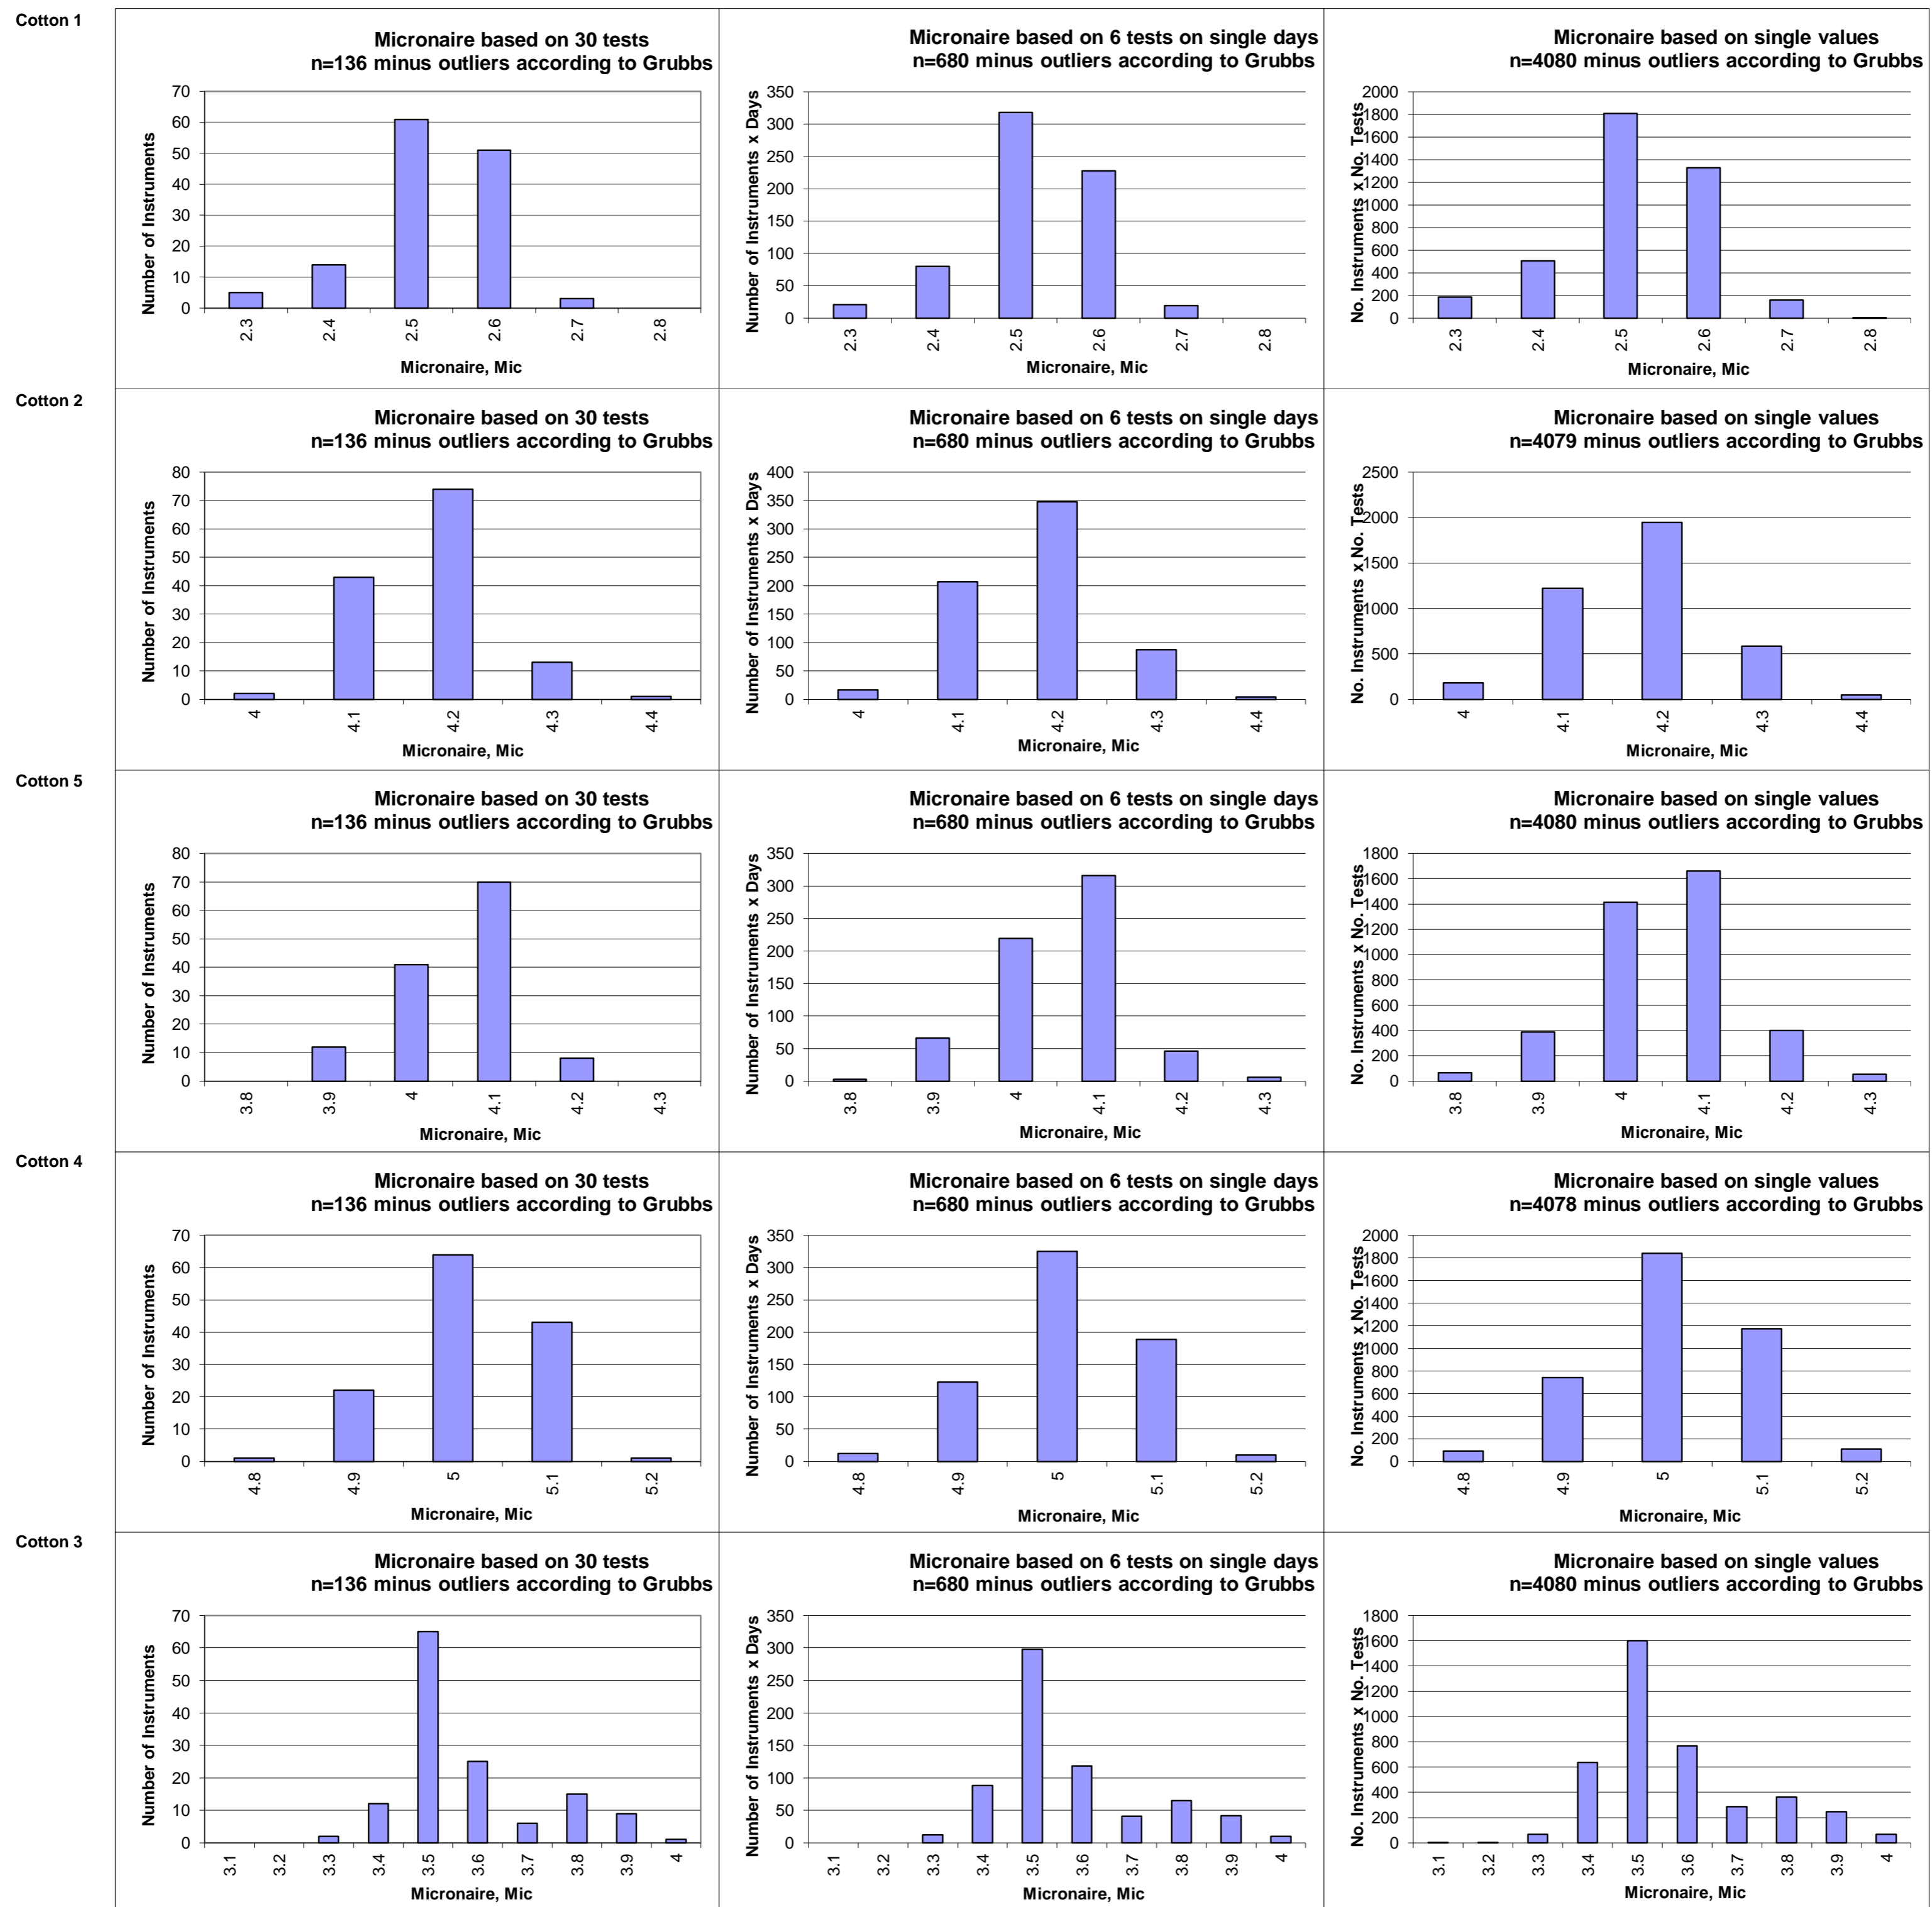 Cotton 1
Micronaire based on 30 tests
n=136 minus outliers according to Grubbs
Number of Instruments
70
60
50
40
30
20
10
0
2.3 2.4 2.5 2.6 2.7 2.8
Micronaire, Mic
Micronaire based on 6 tests on single days
n=680 minus outliers according to Grubbs
Number of Instruments x Days
350
300
250
200
150
100
50
0
2.3 2.4 2.5 2.6 2.7 2.8
Micronaire, Mic
Micronaire based on single values
n=4080 minus outliers according to Grubbs
No. Instruments x No. Tests
2000
1800
1600
1400
1200
1000
800
600
400
200
0
2.3 2.4 2.5 2.6 2.7 2.8
Micronaire, Mic
Cotton 2
Micronaire based on 30 tests
n=136 minus outliers according to Grubbs
Number of Instruments
80
70
60
50
40
30
20
10
0
4 4.1 4.2 4.3 4.4
Micronaire, Mic
Micronaire based on 6 tests on single days
n=680 minus outliers according to Grubbs
Number of Instruments x Days
400
350
300
250
200
150
100
50
0
4 4.1 4.2 4.3 4.4
Micronaire, Mic
Micronaire based on single values
n=4079 minus outliers according to Grubbs
No. Instruments x No. Tests
2500
2000
1500
1000
500
0
4 4.1 4.2 4.3 4.4
Micronaire, Mic
Cotton 5
Micronaire based on 30 tests
n=136 minus outliers according to Grubbs
Number of Instruments
80
70
60
50
40
30
20
10
0
3.8 3.9 4 4.1 4.2 4.3
Micronaire, Mic
Micronaire based on 6 tests on single days
n=680 minus outliers according to Grubbs
Number of Instruments x Days
350
300
250
200
150
100
50
0
3.8 3.9 4 4.1 4.2 4.3
Micronaire, Mic
Micronaire based on single values
n=4080 minus outliers according to Grubbs
No. Instruments x No. Tests
1800
1600
1400
1200
1000
800
600
400
200
0
3.8 3.9 4 4.1 4.2 4.3
Micronaire, Mic
Cotton 4
Micronaire based on 30 tests
n=136 minus outliers according to Grubbs
Number of Instruments
70
60
50
40
30
20
10
0
4.8 4.9 5 5.1 5.2
Micronaire, Mic
Micronaire based on 6 tests on single days
n=680 minus outliers according to Grubbs
Number of Instruments x Days
350
300
250
200
150
100
50
0
4.8 4.9 5 5.1 5.2
Micronaire, Mic
Micronaire based on single values
n=4078 minus outliers according to Grubbs
No. Instruments x No. Tests
2000
1800
1600
1400
1200
1000
800
600
400
200
0
4.8 4.9 5 5.1 5.2
Micronaire, Mic
Cotton 3
Micronaire based on 30 tests
n=136 minus outliers according to Grubbs
Number of Instruments
70
60
50
40
30
20
10
0
3.1 3.2 3.3 3.4 3.5 3.6 3.7 3.8 3.9 4
Micronaire, Mic
Micronaire based on 6 tests on single days
n=680 minus outliers according to Grubbs
Number of Instruments x Days
350
300
250
200
150
100
50
0
3.1 3.2 3.3 3.4 3.5 3.6 3.7 3.8 3.9 4
Micronaire, Mic
Micronaire based on single values
n=4080 minus outliers according to Grubbs
No. Instruments x No. Tests
1800
1600
1400
1200
1000
800
600
400
200
0
3.1 3.2 3.3 3.4 3.5 3.6 3.7 3.8 3.9 4
Micronaire, Mic